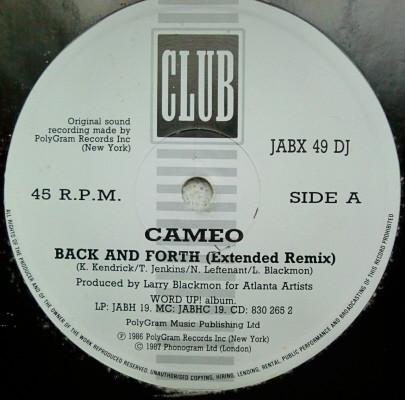 CLUB
Original sound
recording made by
PolyGram Records Inc
(New York)
JABX 49 DJ
45 R.P.M.
SIDE A
CAMEO
BACK AND FORTH (Extended Remix)
(K. Kendrick/T. Jenkins/N. Leftenant/L. Blackmon)
Produced by Larry Blackmon for Atlanta Artists
WORD UP! album.
LP: JABH 19. MC: JABHC 19. CD: 830 265 2
PolyGram Music Publishing Ltd
Ⓟ 1986 PolyGram Records Inc (New York)
© 1987 Phonogram Ltd (London)
ALL RIGHTS OF THE PRODUCER AND OF THE OWNER OF THE WORK REPRODUCED RESERVED. UNAUTHORISED COPYING, HIRING, LENDING, RENTAL, PUBLIC PERFORMANCE AND BROADCASTING OF THIS RECORD PROHIBITED